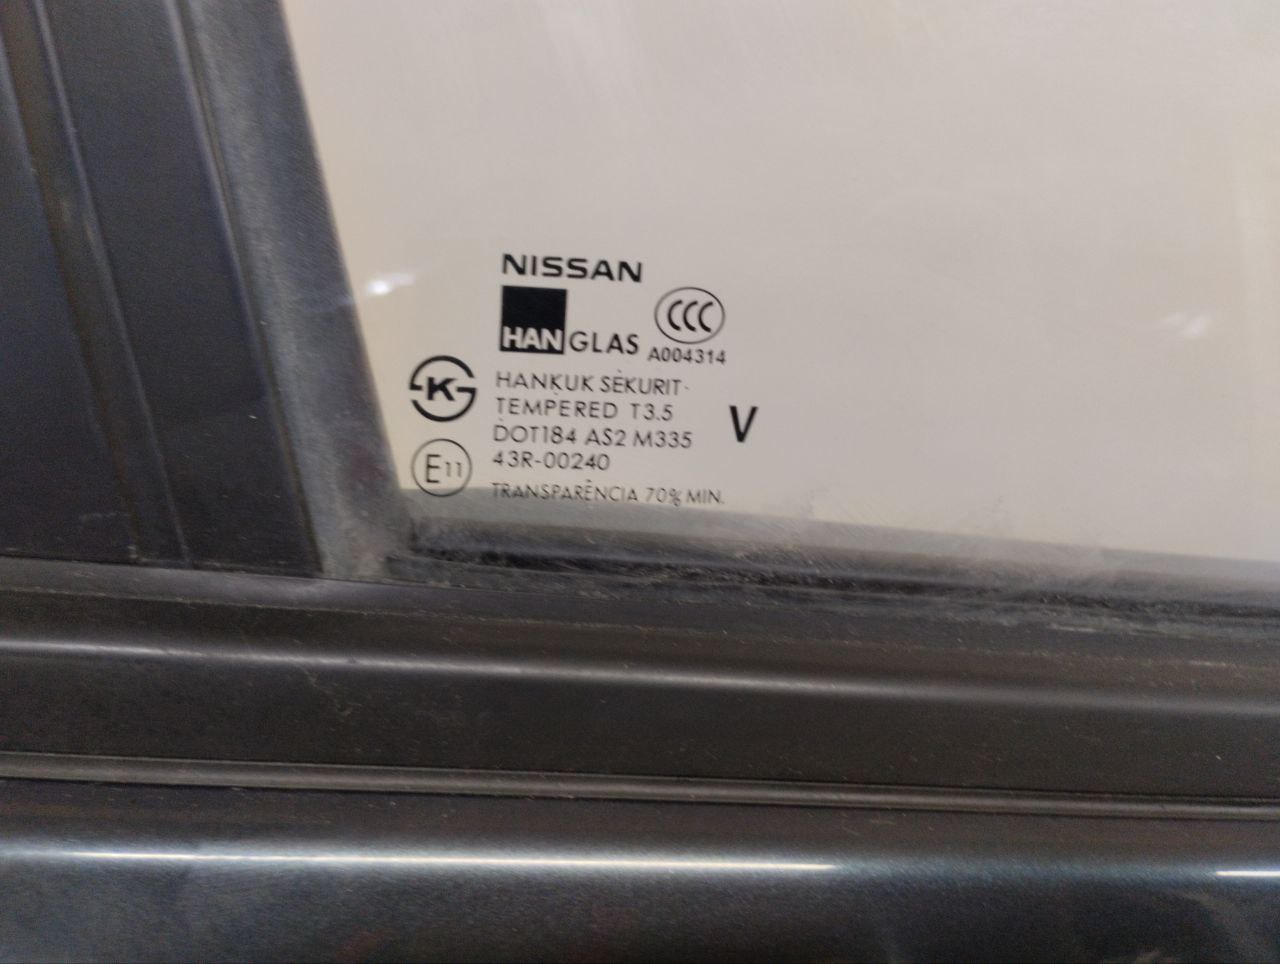 NISSAN
HANGLAS
CCC
A004314
K
HANKUK SEKURIT
TEMPERED T3.5
V
DOT184 AS2 M335
E11
43R-00240
TRANSPARÊNCIA 70% MIN.